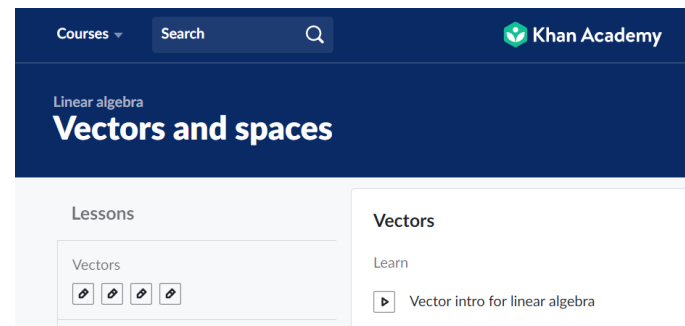 Courses Search Khan Academy
Linear algebra
Vectors and spaces
Lessons
Vectors
Vectors
Learn
Vector intro for linear algebra